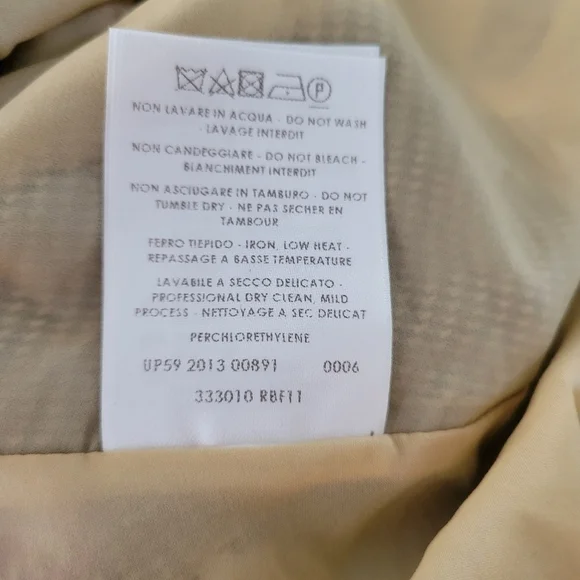 P
NON LAVARE IN ACQUA - DO NOT WASH
- LAVAGE INTERDIT
NON CANDEGGIARE - DO NOT BLEACH -
BLANCHIMENT INTERDIT
NON ASCIUGARE IN TAMBURO - DO NOT
TUMBLE DRY - NE PAS SECHER EN
TAMBOUR
FERRO TIEPIDO - IRON, LOW HEAT -
REPASSAGE A BASSE TEMPERATURE
LAVABILE A SECCO DELICATO -
PROFESSIONAL DRY CLEAN, MILD
PROCESS - NETTOYAGE A SEC DELICAT
PERCHLORETHYLENE
UP59 2013 00891 0006
333010 RBF11